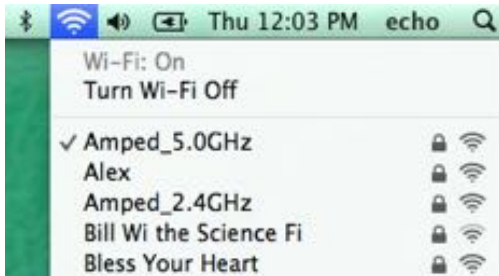 Thu 12:03 PM echo
Wi-Fi: On
Turn Wi-Fi Off
Amped_5.0GHz
Alex
Amped_2.4GHz
Bill Wi the Science Fi
Bless Your Heart